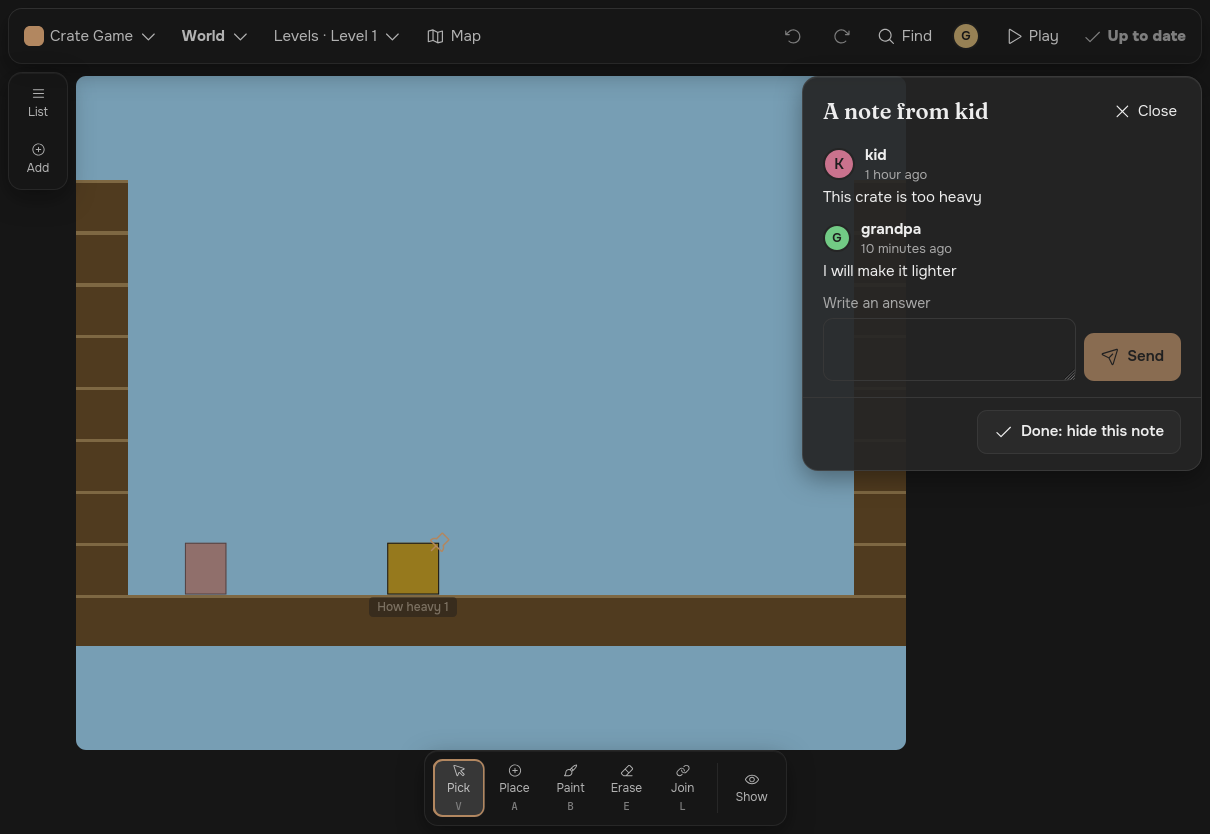 Crate Game
World
Levels · Level 1
Map
Find
G
Play
Up to date
List
Add
A note from kid
Close
K
kid
1 hour ago
This crate is too heavy
G
grandpa
10 minutes ago
I will make it lighter
Write an answer
Send
Done: hide this note
How heavy 1
Pick
V
Place
A
Paint
B
Erase
E
Join
L
Show